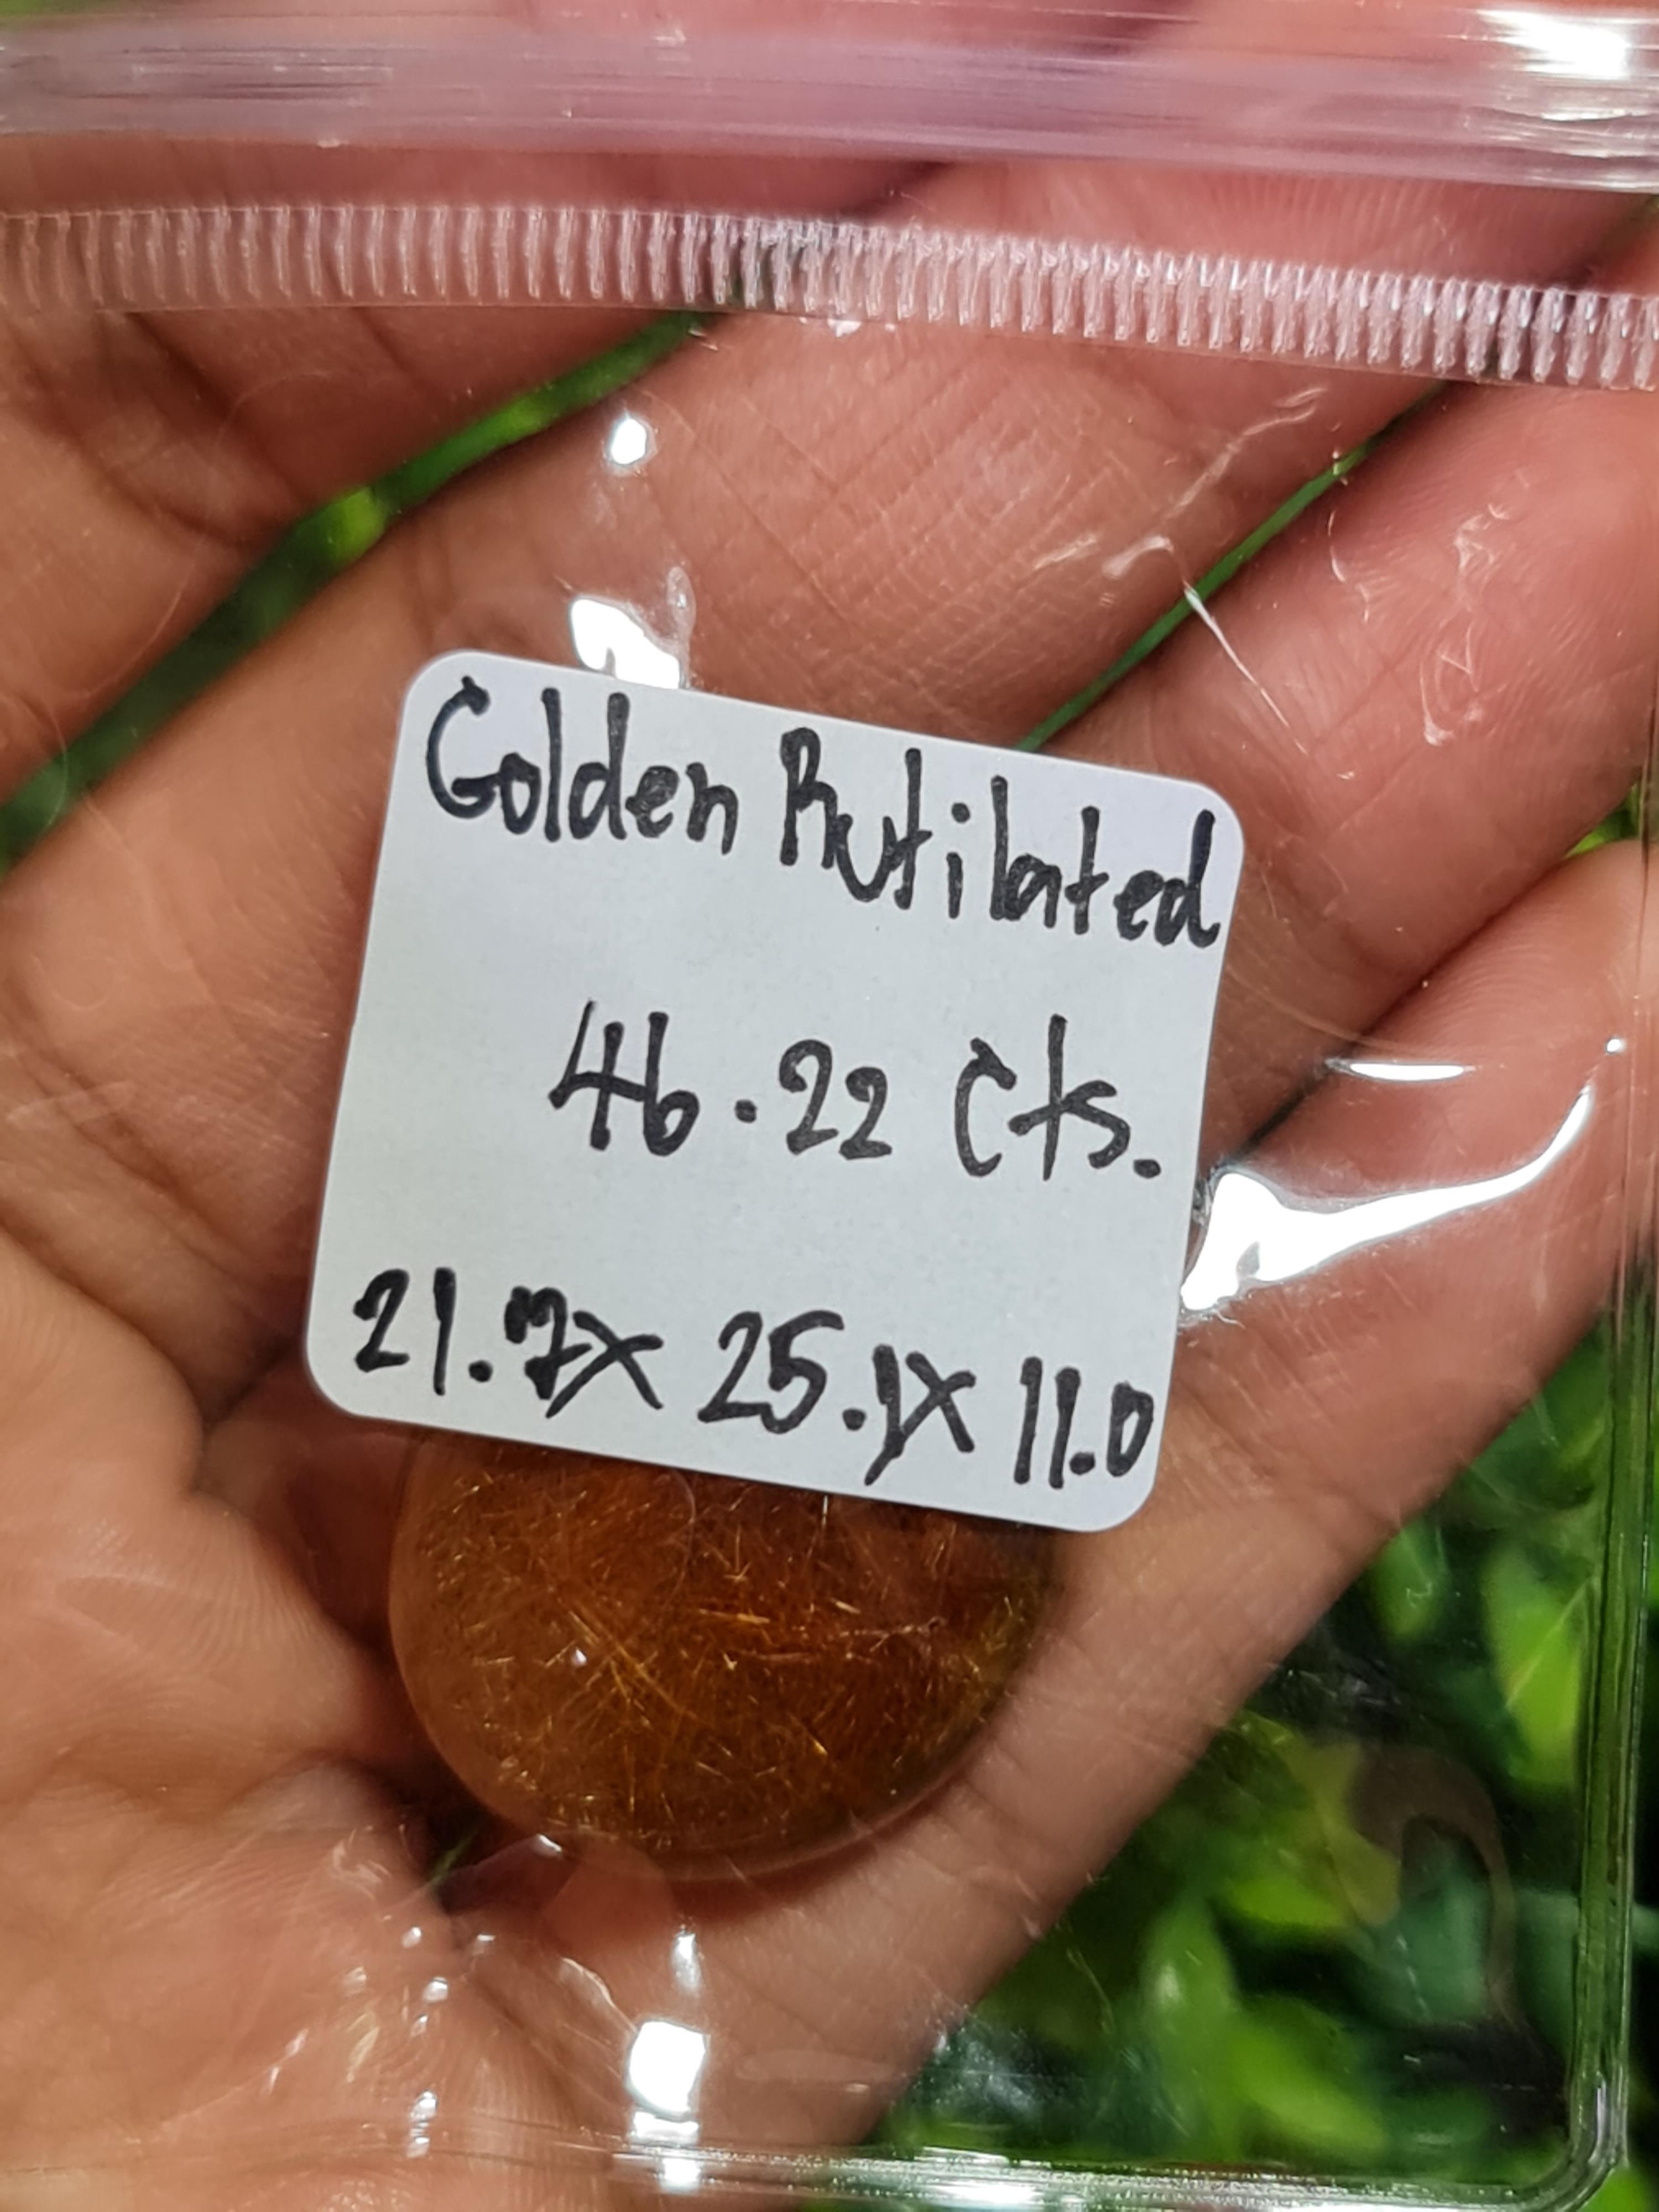 Golden Rutilated
46.22 Cts.
21.7x 25.1x 11.0